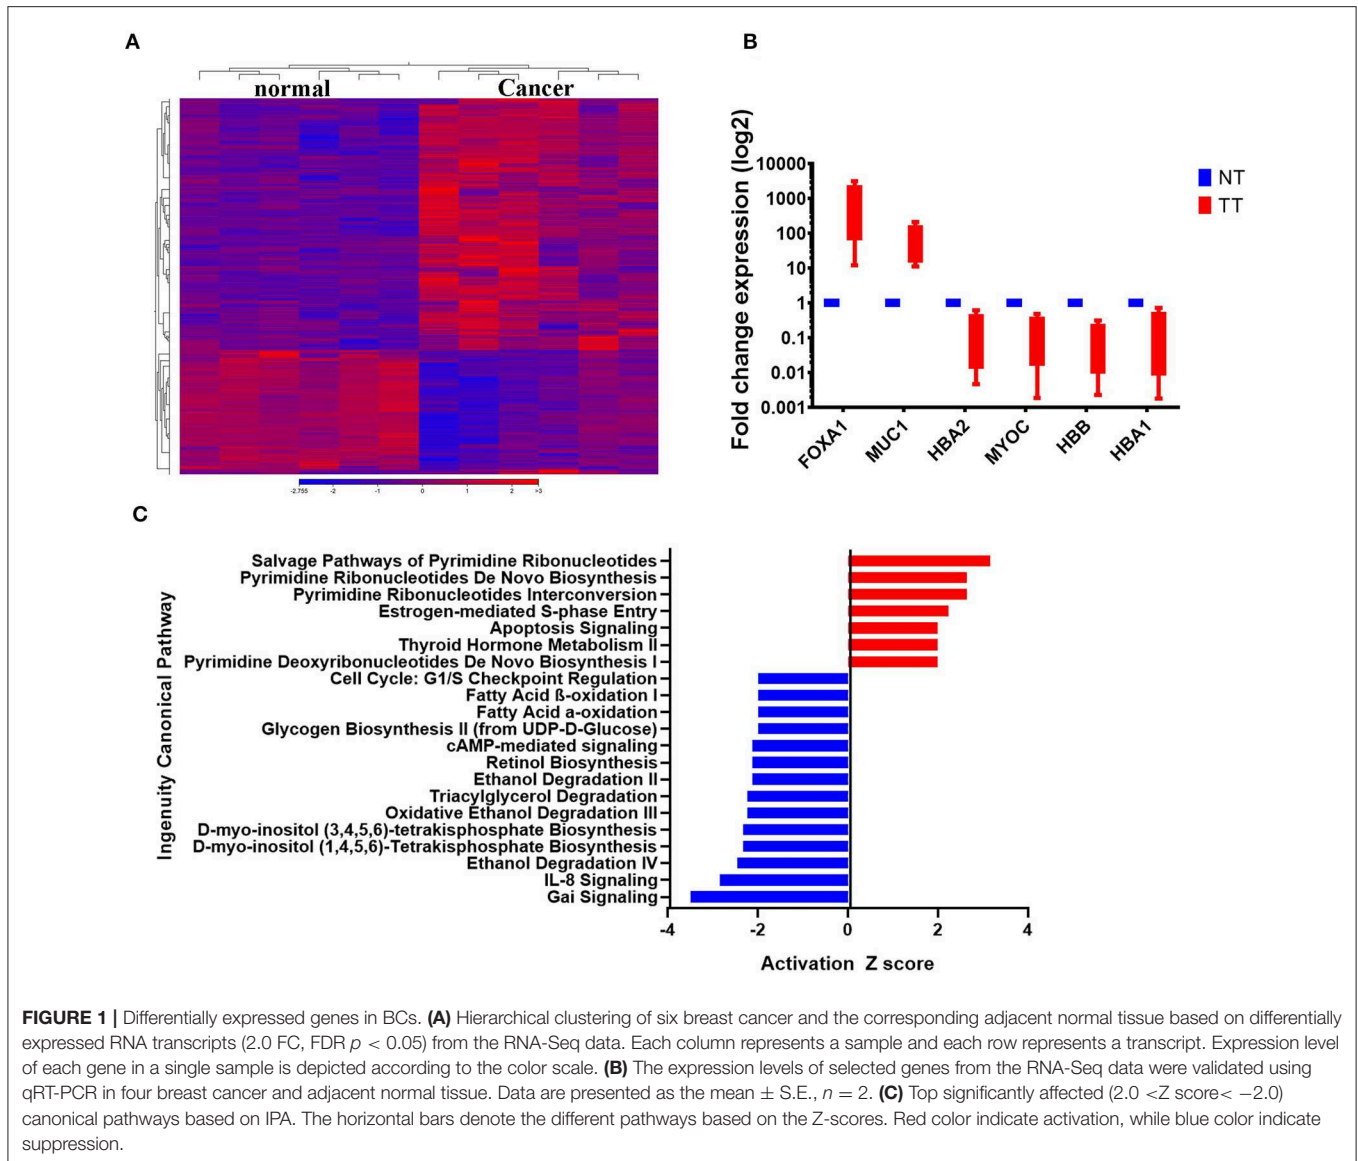 A
normal
Cancer
-2.755 -2 -1 0 1 2 >3
B
Fold change expression (log2)
10000
1000
100
10
1
0.1
0.01
0.001
FOXA1
MUC1
HBA2
MYOC
HBB
HBA1
NT
TT
C
Ingenuity Canonical Pathway
Salvage Pathways of Pyrimidine Ribonucleotides
Pyrimidine Ribonucleotides De Novo Biosynthesis
Pyrimidine Ribonucleotides Interconversion
Estrogen-mediated S-phase Entry
Apoptosis Signaling
Thyroid Hormone Metabolism II
Pyrimidine Deoxyribonucleotides De Novo Biosynthesis I
Cell Cycle: G1/S Checkpoint Regulation
Fatty Acid ß-oxidation I
Fatty Acid a-oxidation
Glycogen Biosynthesis II (from UDP-D-Glucose)
cAMP-mediated signaling
Retinol Biosynthesis
Ethanol Degradation II
Triacylglycerol Degradation
Oxidative Ethanol Degradation III
D-myo-inositol (3,4,5,6)-tetrakisphosphate Biosynthesis
D-myo-inositol (1,4,5,6)-Tetrakisphosphate Biosynthesis
Ethanol Degradation IV
IL-8 Signaling
Gai Signaling
-4 -2 0 2 4
Activation Z score
FIGURE 1 | Differentially expressed genes in BCs. (A) Hierarchical clustering of six breast cancer and the corresponding adjacent normal tissue based on differentially
expressed RNA transcripts (2.0 FC, FDR p < 0.05) from the RNA-Seq data. Each column represents a sample and each row represents a transcript. Expression level
of each gene in a single sample is depicted according to the color scale. (B) The expression levels of selected genes from the RNA-Seq data were validated using
qRT-PCR in four breast cancer and adjacent normal tissue. Data are presented as the mean ± S.E., n = 2. (C) Top significantly affected (2.0 <Z score< −2.0)
canonical pathways based on IPA. The horizontal bars denote the different pathways based on the Z-scores. Red color indicate activation, while blue color indicate
suppression.